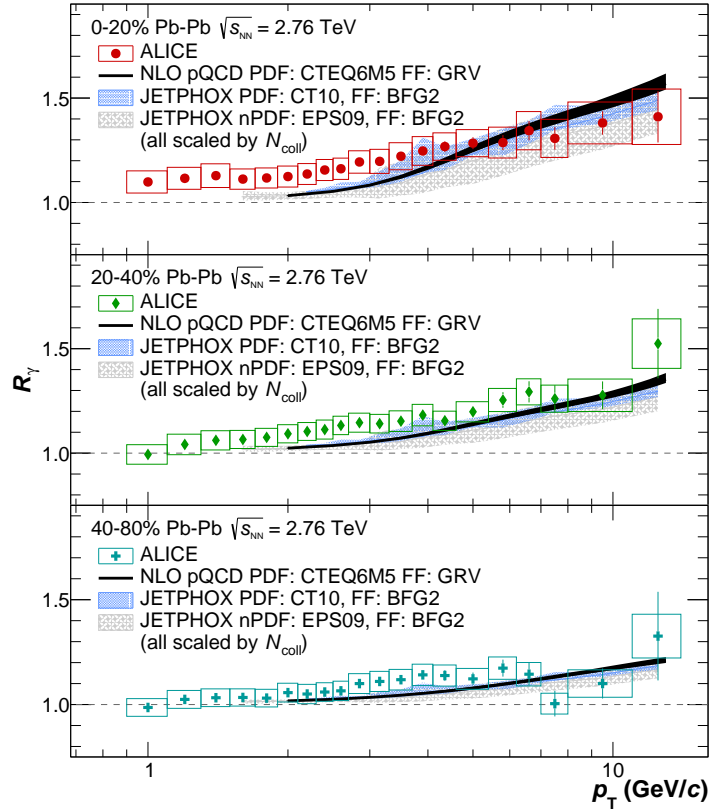 0-20% Pb-Pb √s_NN = 2.76 TeV
ALICE
NLO pQCD PDF: CTEQ6M5 FF: GRV
JETPHOX PDF: CT10, FF: BFG2
JETPHOX nPDF: EPS09, FF: BFG2
(all scaled by N_coll)
1.5
1.0
20-40% Pb-Pb √s_NN = 2.76 TeV
ALICE
NLO pQCD PDF: CTEQ6M5 FF: GRV
JETPHOX PDF: CT10, FF: BFG2
JETPHOX nPDF: EPS09, FF: BFG2
(all scaled by N_coll)
1.5
1.0
R_γ
40-80% Pb-Pb √s_NN = 2.76 TeV
ALICE
NLO pQCD PDF: CTEQ6M5 FF: GRV
JETPHOX PDF: CT10, FF: BFG2
JETPHOX nPDF: EPS09, FF: BFG2
(all scaled by N_coll)
1.5
1.0
1 10
p_T (GeV/c)